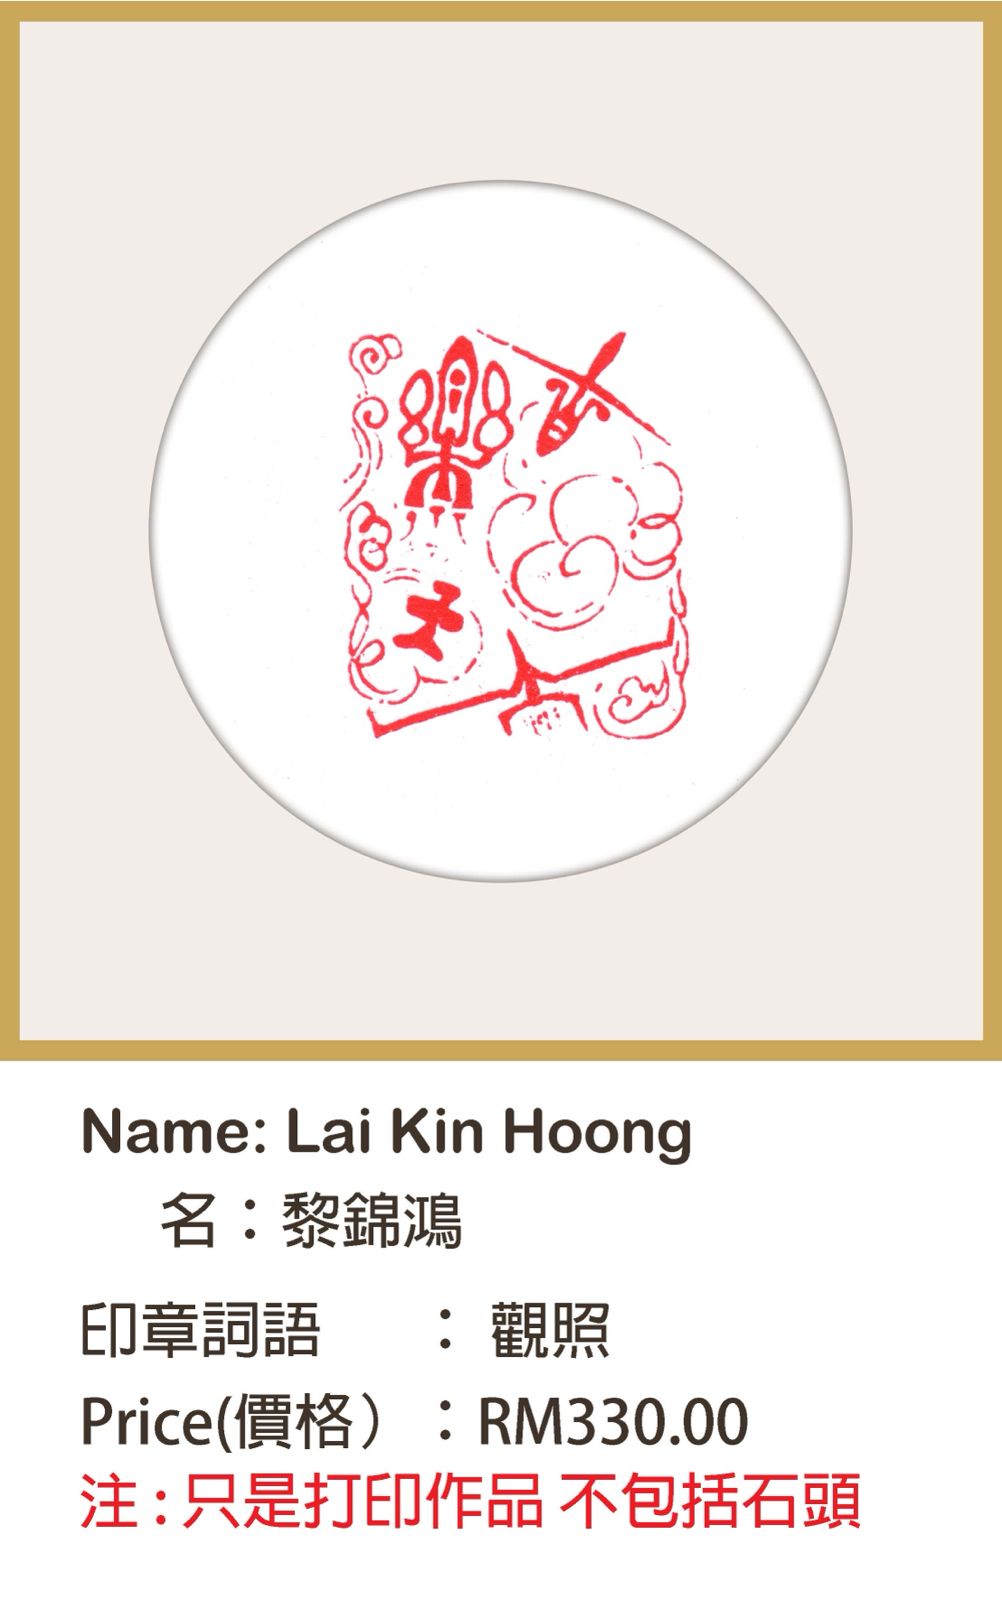 Name: Lai Kin Hoong
名：黎錦鴻
印章詞語 ： 觀照
Price(價格）：RM330.00
注 : 只是打印作品 不包括石頭